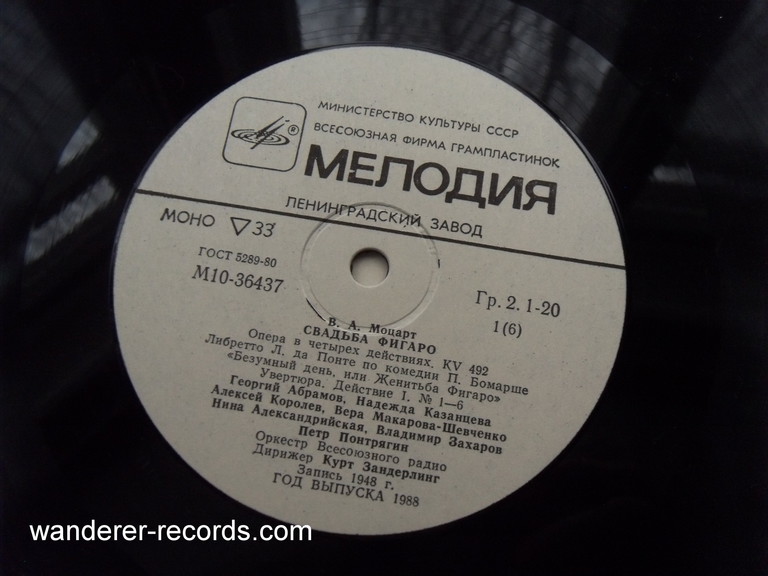 МИНИСТЕРСТВО КУЛЬТУРЫ СССР
ВСЕСОЮЗНАЯ ФИРМА ГРАМПЛАСТИНОК
®
МЕЛОДИЯ
ЛЕНИНГРАДСКИЙ ЗАВОД
МОНО ▽ 33
ГОСТ 5289-80
М10-36437
Гр. 2. 1-20
1 (6)
В. А. Моцарт
СВАДЬБА ФИГАРО
Опера в четырех действиях. KV 492
Либретто Л. да Понте по комедии П. Бомарше
«Безумный день, или Женитьба Фигаро»
Увертюра. Действие I. № 1—6
Георгий Абрамов, Надежда Казанцева
Алексей Королев, Вера Макарова-Шевченко
Нина Александрийская, Владимир Захаров
Петр Понтрягин
Оркестр Всесоюзного радио
Дирижер Курт Зандерлинг
Запись 1948 г.
ГОД ВЫПУСКА 1988
wanderer-records.com